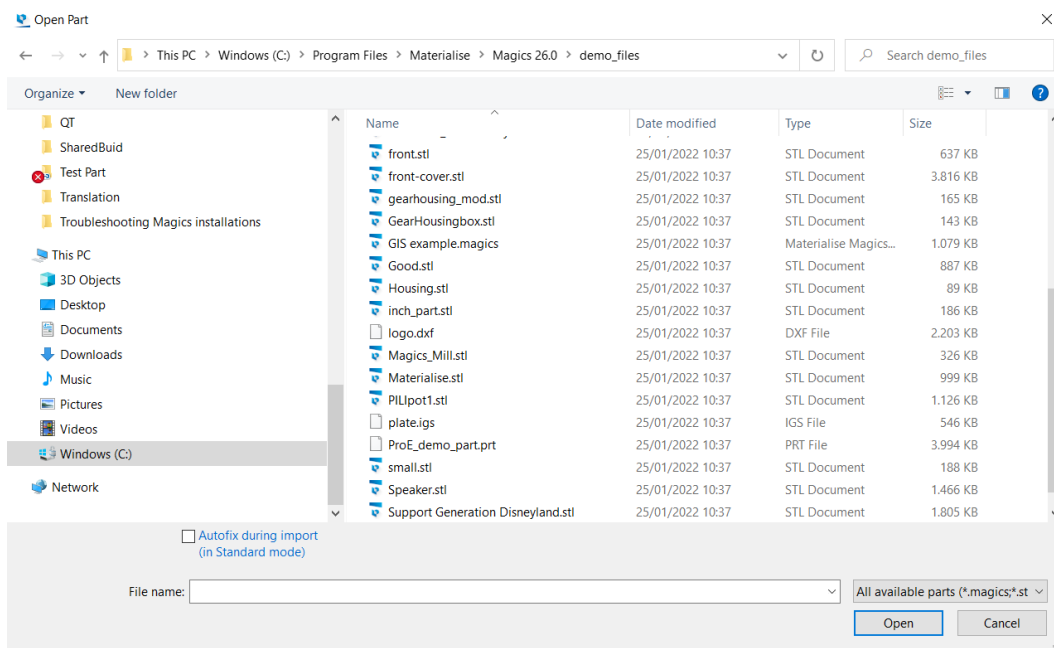 Open Part
This PC > Windows (C:) > Program Files > Materialise > Magics 26.0 > demo_files
Search demo_files
Organize New folder
QT
SharedBuid
Test Part
Translation
Troubleshooting Magics installations
This PC
3D Objects
Desktop
Documents
Downloads
Music
Pictures
Videos
Windows (C:)
Network
Name Date modified Type Size
front.stl 25/01/2022 10:37 STL Document 637 KB
front-cover.stl 25/01/2022 10:37 STL Document 3.816 KB
gearhousing_mod.stl 25/01/2022 10:37 STL Document 165 KB
GearHousingbox.stl 25/01/2022 10:37 STL Document 143 KB
GIS example.magics 25/01/2022 10:37 Materialise Magics... 1.079 KB
Good.stl 25/01/2022 10:37 STL Document 887 KB
Housing.stl 25/01/2022 10:37 STL Document 89 KB
inch_part.stl 25/01/2022 10:37 STL Document 186 KB
logo.dxf 25/01/2022 10:37 DXF File 2.203 KB
Magics_Mill.stl 25/01/2022 10:37 STL Document 326 KB
Materialise.stl 25/01/2022 10:37 STL Document 999 KB
PILIpot1.stl 25/01/2022 10:37 STL Document 1.126 KB
plate.igs 25/01/2022 10:37 IGS File 546 KB
ProE_demo_part.prt 25/01/2022 10:37 PRT File 3.994 KB
small.stl 25/01/2022 10:37 STL Document 188 KB
Speaker.stl 25/01/2022 10:37 STL Document 1.466 KB
Support Generation Disneyland.stl 25/01/2022 10:37 STL Document 1.805 KB
Autofix during import
(in Standard mode)
File name:
All available parts (*.magics;*.st
Open Cancel